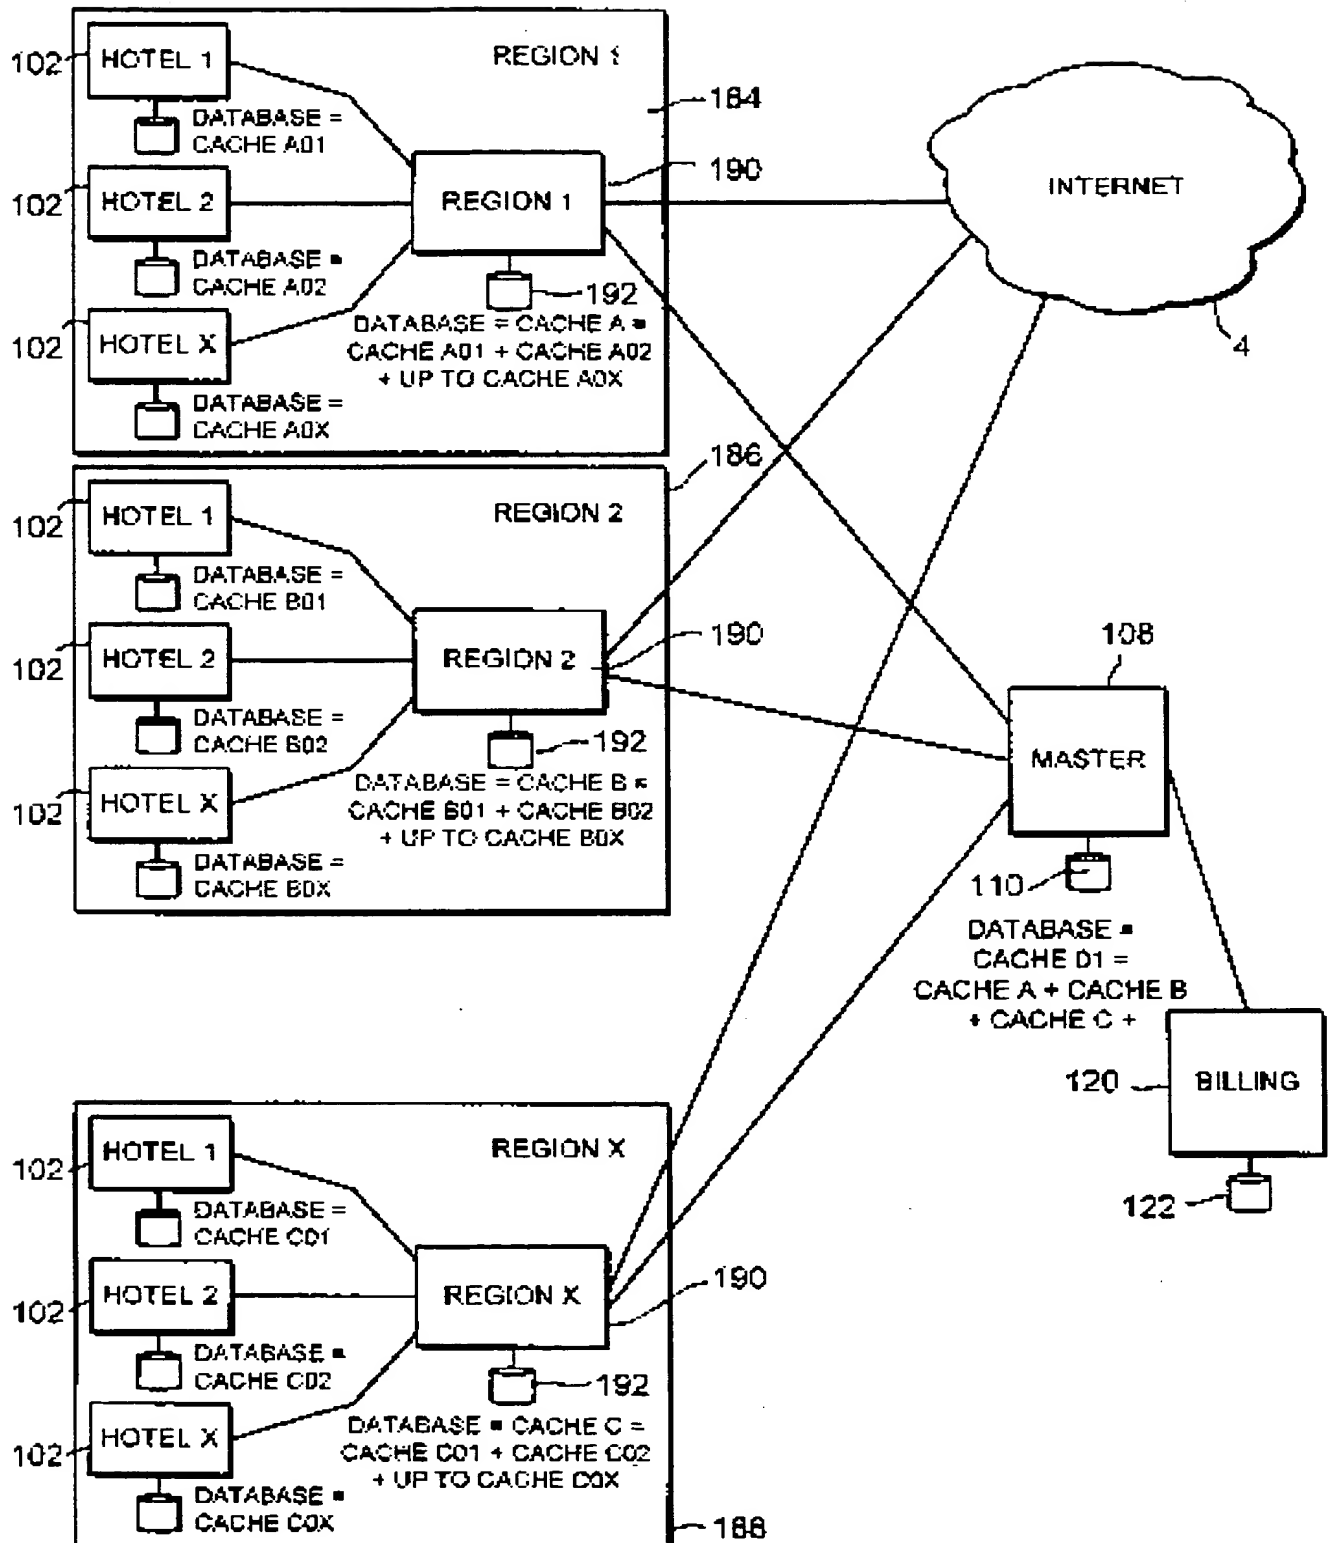 102
HOTEL 1
REGION 1
184
DATABASE =
CACHE A01
190
102
HOTEL 2
REGION 1
INTERNET
DATABASE =
CACHE A02
192
102
HOTEL X
DATABASE = CACHE A =
CACHE A01 + CACHE A02
+ UP TO CACHE A0X
4
DATABASE =
CACHE A0X
186
102
HOTEL 1
REGION 2
DATABASE =
CACHE B01
190
108
102
HOTEL 2
REGION 2
DATABASE =
CACHE B02
192
MASTER
102
HOTEL X
DATABASE = CACHE B =
CACHE B01 + CACHE B02
+ UP TO CACHE B0X
DATABASE =
CACHE B0X
110
DATABASE =
CACHE D1 =
CACHE A + CACHE B
+ CACHE C +
120
BILLING
122
102
HOTEL 1
REGION X
DATABASE =
CACHE C01
190
102
HOTEL 2
REGION X
DATABASE =
CACHE C02
192
102
HOTEL X
DATABASE = CACHE C =
CACHE C01 + CACHE C02
+ UP TO CACHE C0X
DATABASE =
CACHE C0X
188